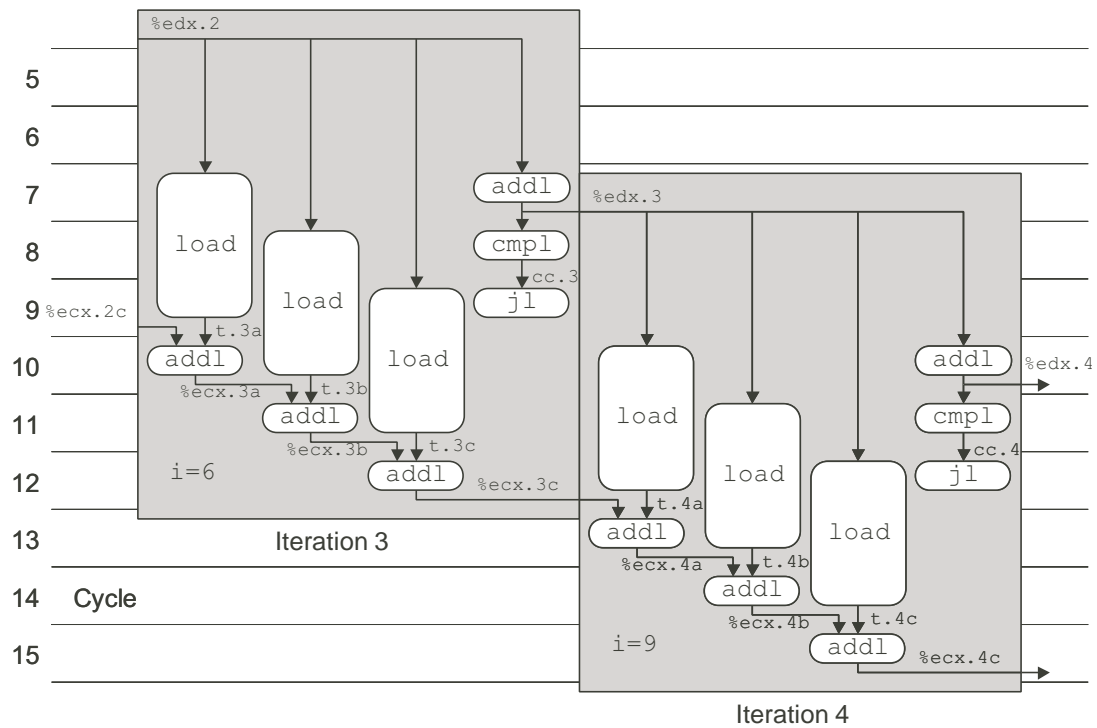 %edx.2
5
6
7
addl
%edx.3
load
8
cmpl
load
cc.3
9
%ecx.2c
jl
t.3a
load
10
addl
addl
%edx.4
%ecx.3a
t.3b
load
11
addl
cmpl
%ecx.3b
t.3c
load
cc.4
i=6
12
addl
%ecx.3c
jl
load
t.4a
13
Iteration 3
addl
%ecx.4a
t.4b
14
Cycle
addl
%ecx.4b
t.4c
i=9
15
addl
%ecx.4c
Iteration 4